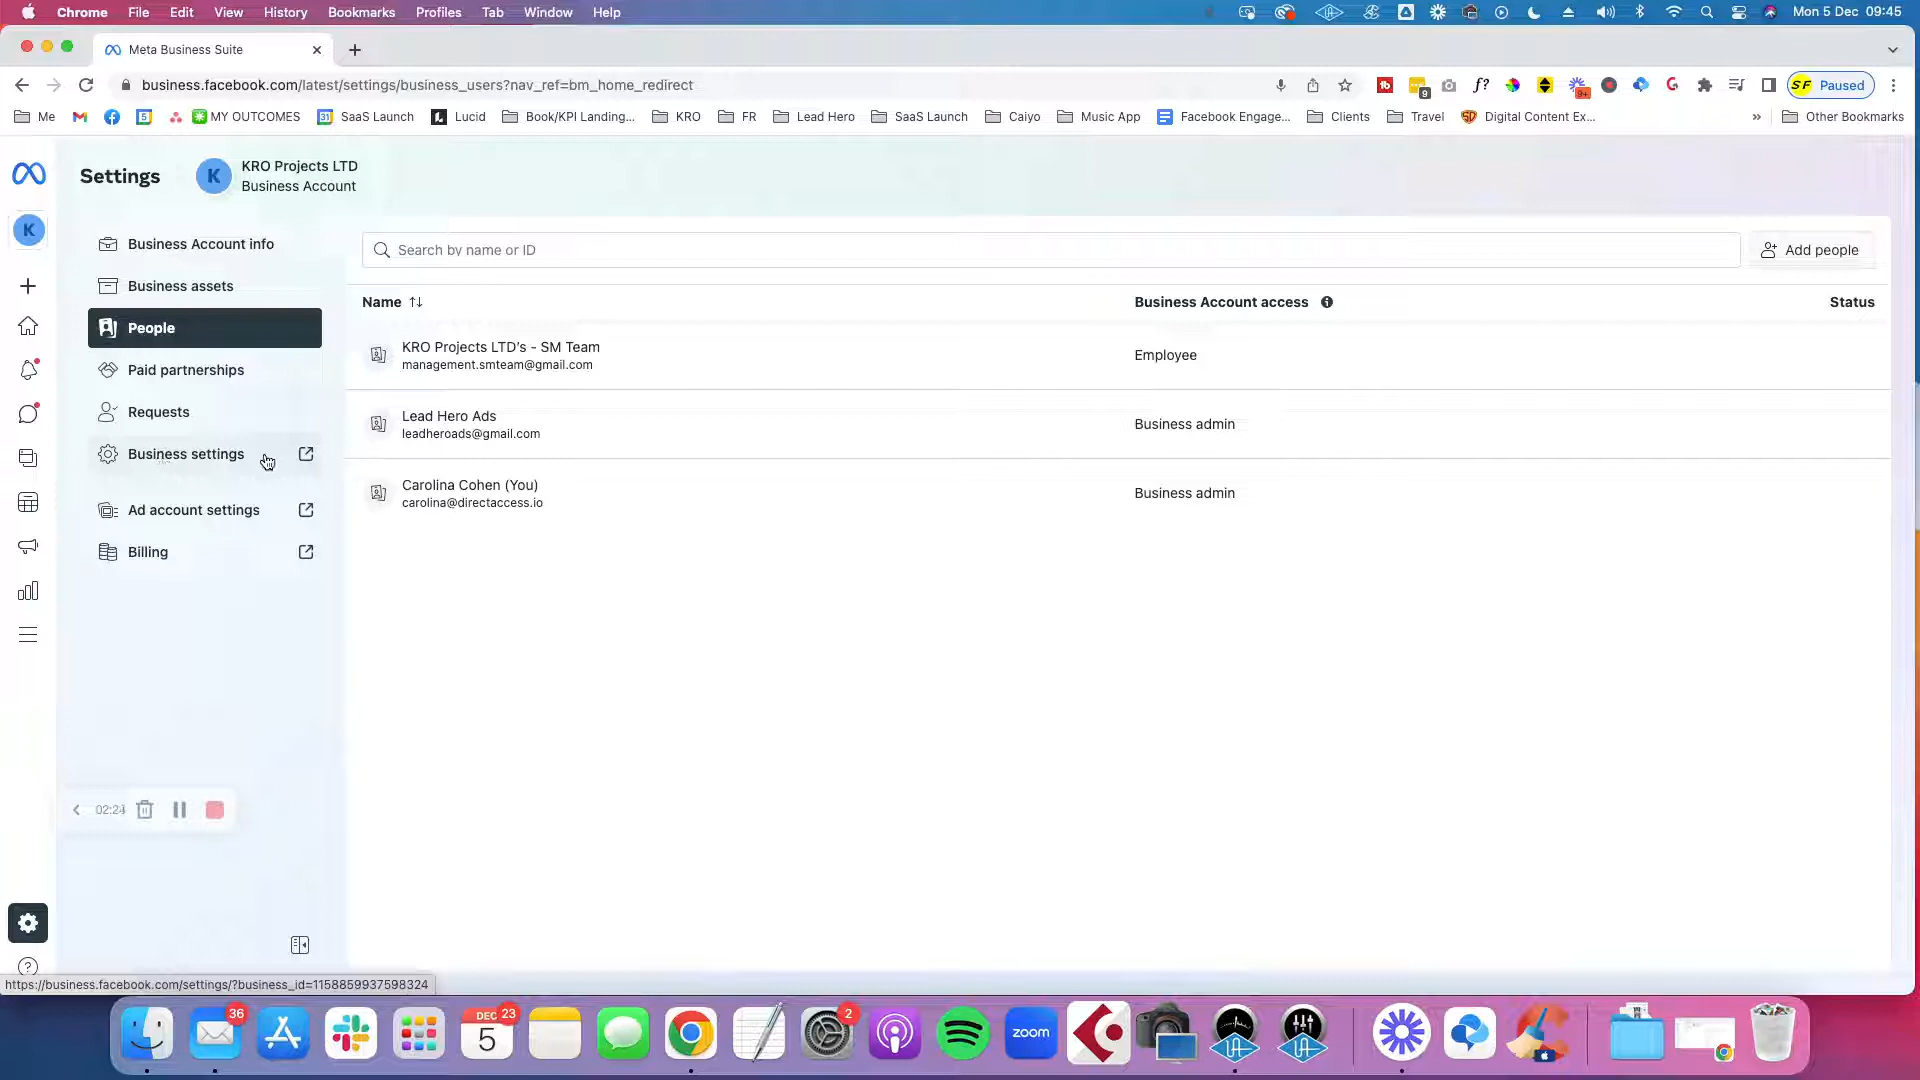 Chrome File Edit View History Bookmarks Profiles Tab Window Help Mon 5 Dec 09:45
Meta Business Suite
business.facebook.com/latest/settings/business_users?nav_ref=bm_home_redirect
9
f?
9+
SF Paused
Me 5 MY OUTCOMES 31 SaaS Launch Lucid Book/KPI Landing... KRO FR Lead Hero SaaS Launch Caiyo Music App Facebook Engage... Clients Travel Digital Content Ex... » Other Bookmarks
Settings
K
KRO Projects LTD
Business Account
K
Business Account info
Business assets
People
Paid partnerships
Requests
Business settings
Ad account settings
Billing
Search by name or ID
Add people
Name Business Account access Status
KRO Projects LTD's - SM Team
management.smteam@gmail.com
Employee
Lead Hero Ads
leadheroads@gmail.com
Business admin
Carolina Cohen (You)
carolina@directaccess.io
Business admin
02:24
https://business.facebook.com/settings/?business_id=1158859937598324
36
DEC 23
5
2
zoom